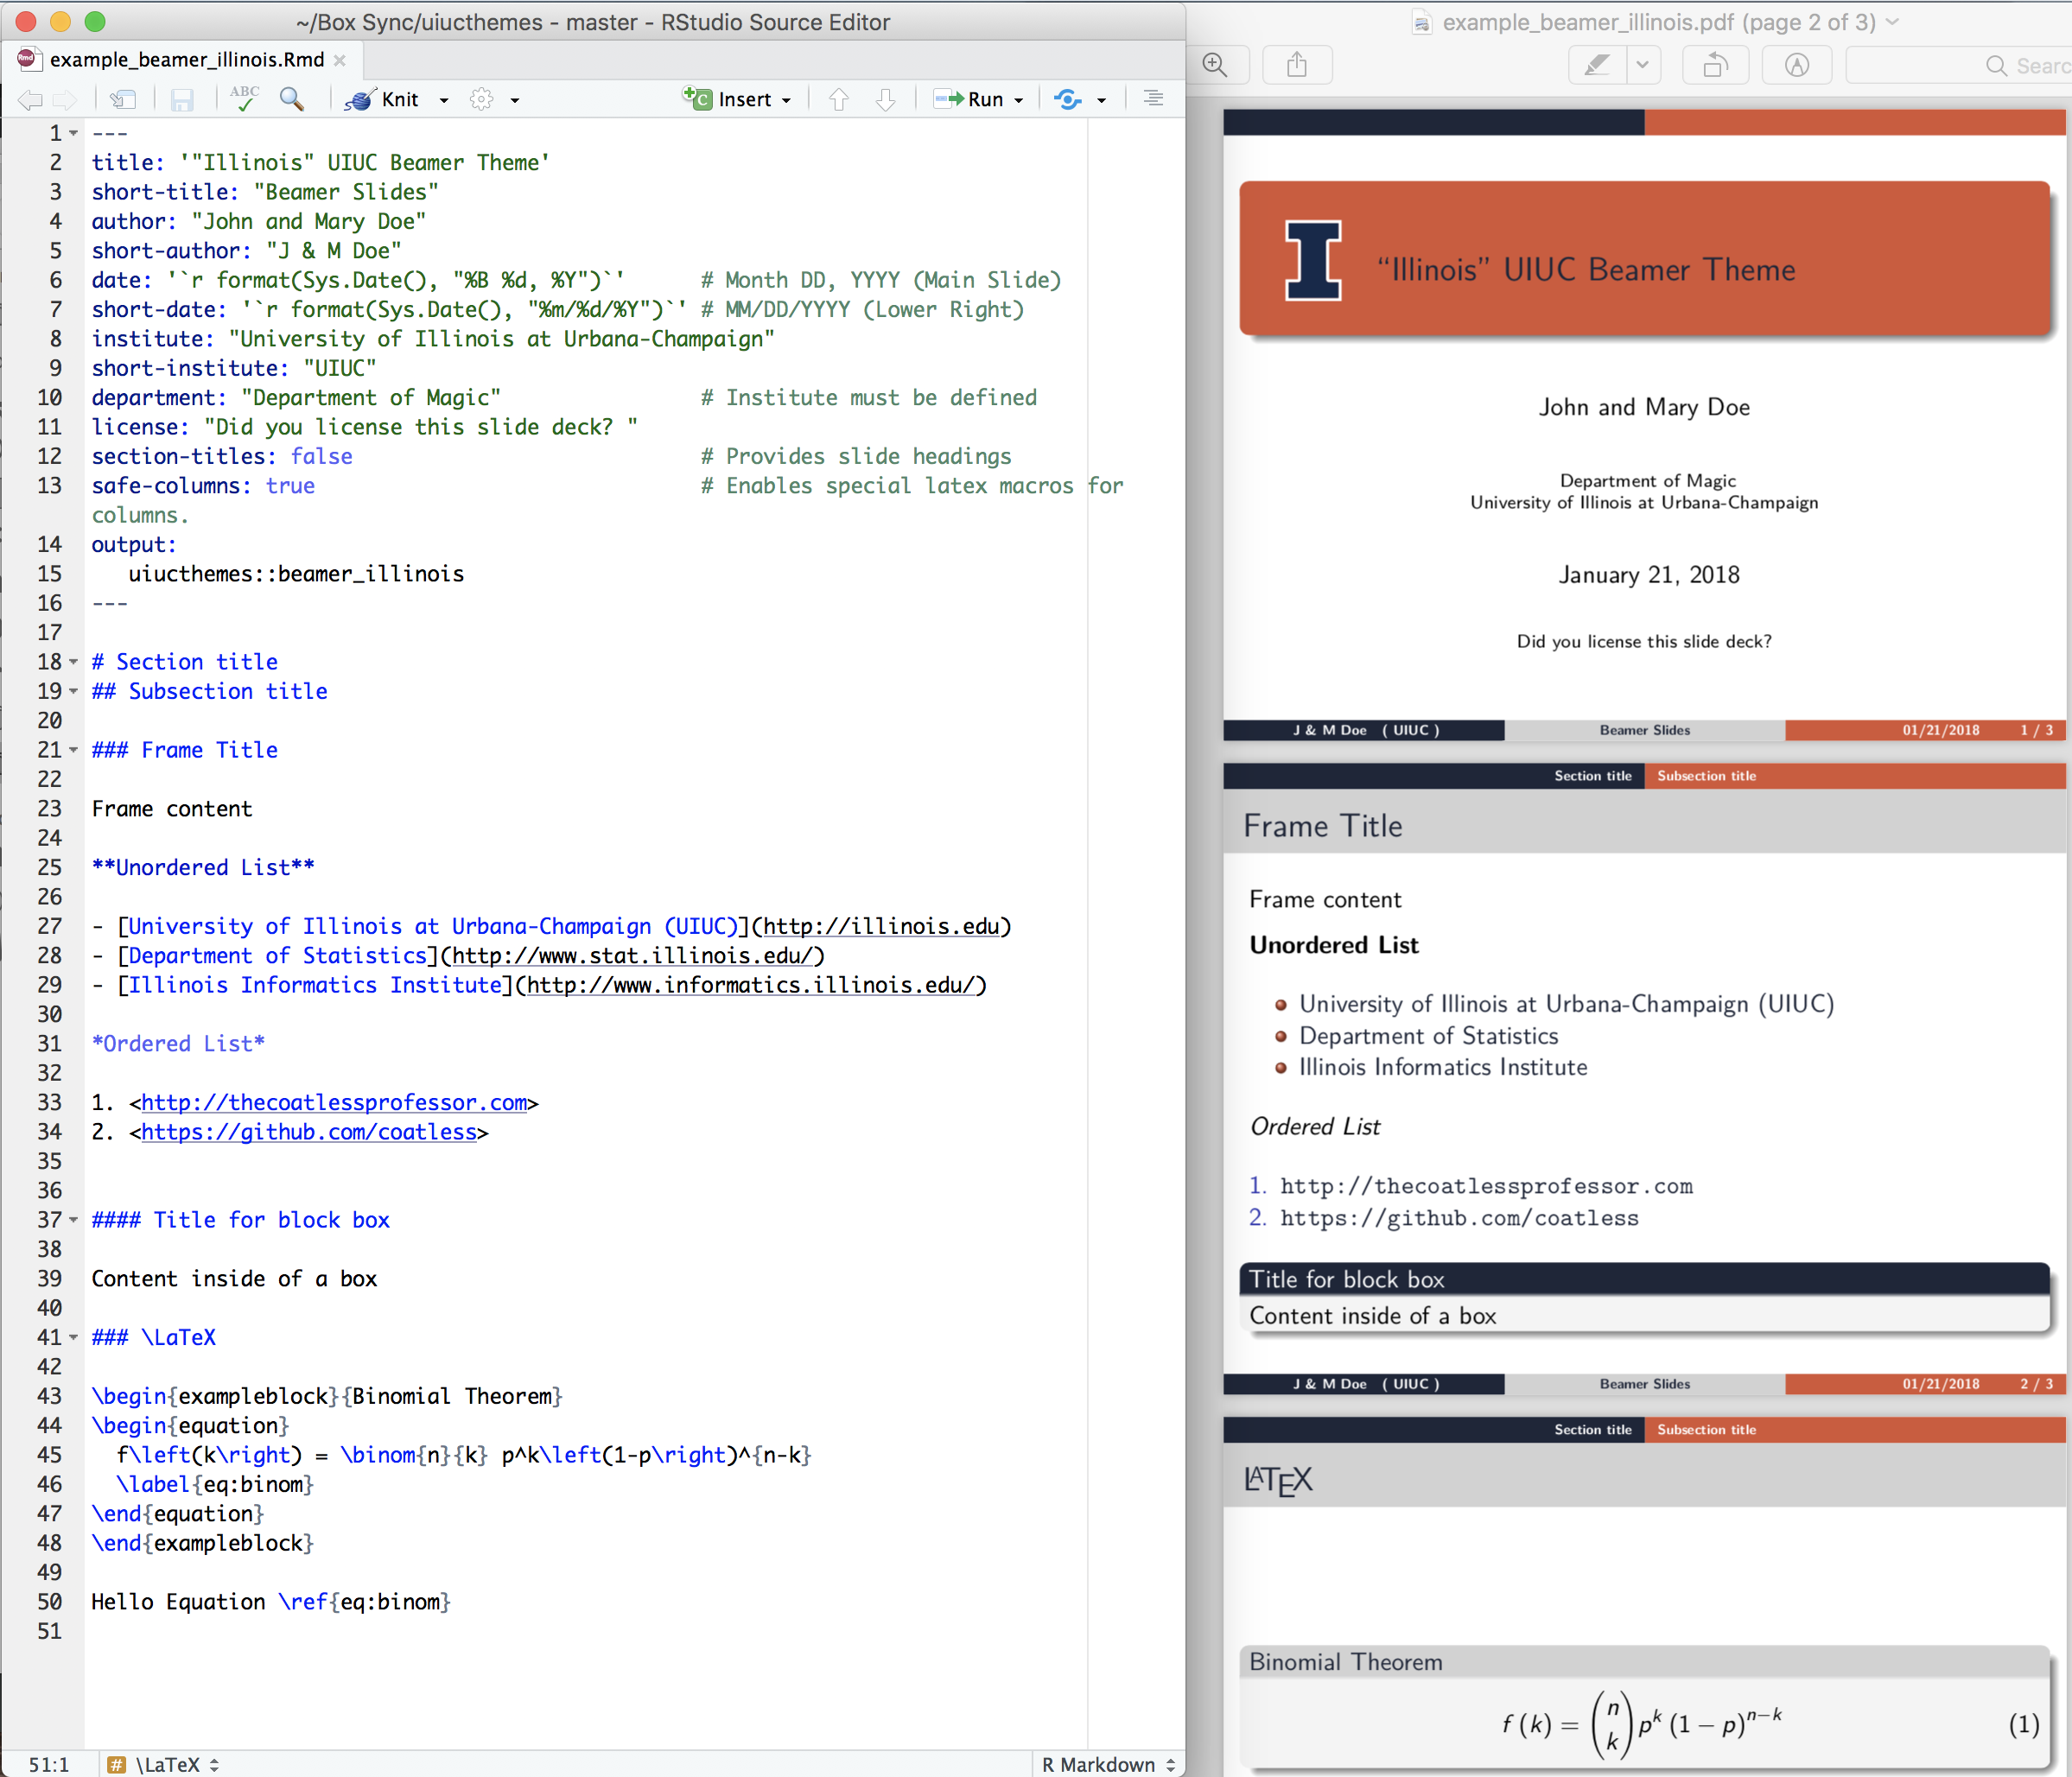 ~/Box Sync/uiucthemes - master - RStudio Source Editor
example_beamer_illinois.Rmd
ABC
Knit
Insert
Run
1 ---
2 title: '"Illinois" UIUC Beamer Theme'
3 short-title: "Beamer Slides"
4 author: "John and Mary Doe"
5 short-author: "J & M Doe"
6 date: '`r format(Sys.Date(), "%B %d, %Y")`' # Month DD, YYYY (Main Slide)
7 short-date: '`r format(Sys.Date(), "%m/%d/%Y")`' # MM/DD/YYYY (Lower Right)
8 institute: "University of Illinois at Urbana-Champaign"
9 short-institute: "UIUC"
10 department: "Department of Magic" # Institute must be defined
11 license: "Did you license this slide deck? "
12 section-titles: false # Provides slide headings
13 safe-columns: true # Enables special latex macros for
columns.
14 output:
15 uiucthemes::beamer_illinois
16 ---
17
18 # Section title
19 ## Subsection title
20
21 ### Frame Title
22
23 Frame content
24
25 **Unordered List**
26
27 - [University of Illinois at Urbana-Champaign (UIUC)](http://illinois.edu)
28 - [Department of Statistics](http://www.stat.illinois.edu/)
29 - [Illinois Informatics Institute](http://www.informatics.illinois.edu/)
30
31 *Ordered List*
32
33 1. <http://thecoatlessprofessor.com>
34 2. <https://github.com/coatless>
35
36
37 #### Title for block box
38
39 Content inside of a box
40
41 ### \LaTeX
42
43 \begin{exampleblock}{Binomial Theorem}
44 \begin{equation}
45 f\left(k\right) = \binom{n}{k} p^k\left(1-p\right)^{n-k}
46 \label{eq:binom}
47 \end{equation}
48 \end{exampleblock}
49
50 Hello Equation \ref{eq:binom}
51
51:1 # \LaTeX R Markdown
example_beamer_illinois.pdf (page 2 of 3)
Searc
I
“Illinois” UIUC Beamer Theme
John and Mary Doe
Department of Magic
University of Illinois at Urbana-Champaign
January 21, 2018
Did you license this slide deck?
J & M Doe ( UIUC ) Beamer Slides 01/21/2018 1 / 3
Section title Subsection title
Frame Title
Frame content
Unordered List
University of Illinois at Urbana-Champaign (UIUC)
Department of Statistics
Illinois Informatics Institute
Ordered List
1. http://thecoatlessprofessor.com
2. https://github.com/coatless
Title for block box
Content inside of a box
J & M Doe ( UIUC ) Beamer Slides 01/21/2018 2 / 3
Section title Subsection title
LATEX
Binomial Theorem
f (k) = (n k) p^k (1 − p)^{n−k} (1)